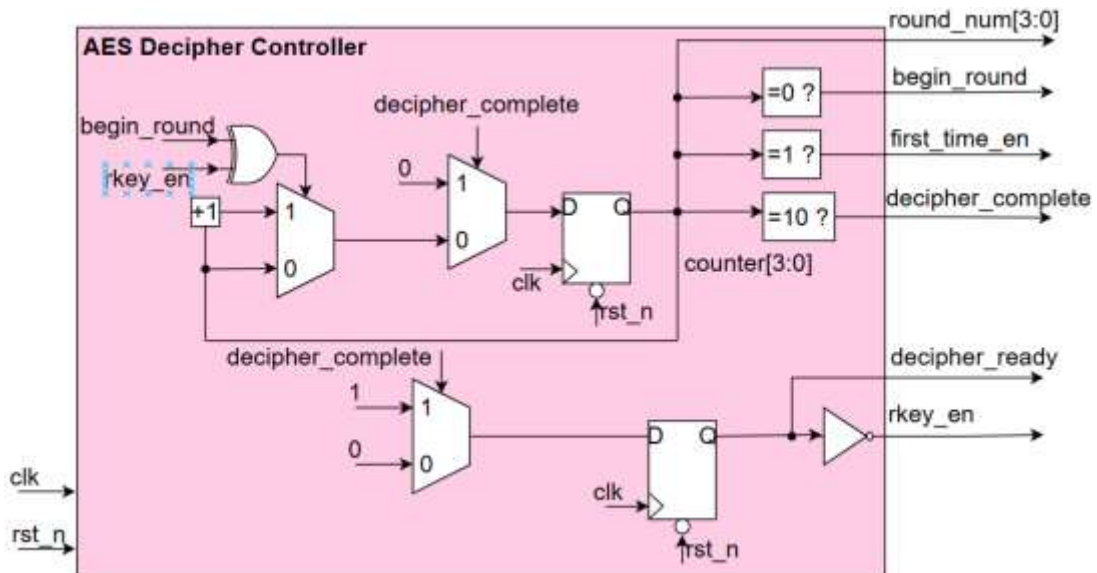 round_num[3:0]
AES Decipher Controller
begin_round
=0 ?
decipher_complete
begin_round
first_time_en
=1 ?
rkey_en
0
1
decipher_complete
=10 ?
+1
1
D Q
0
0
counter[3:0]
clk
rst_n
decipher_complete
decipher_ready
1
1
rkey_en
D Q
0
0
clk
clk
rst_n
rst_n